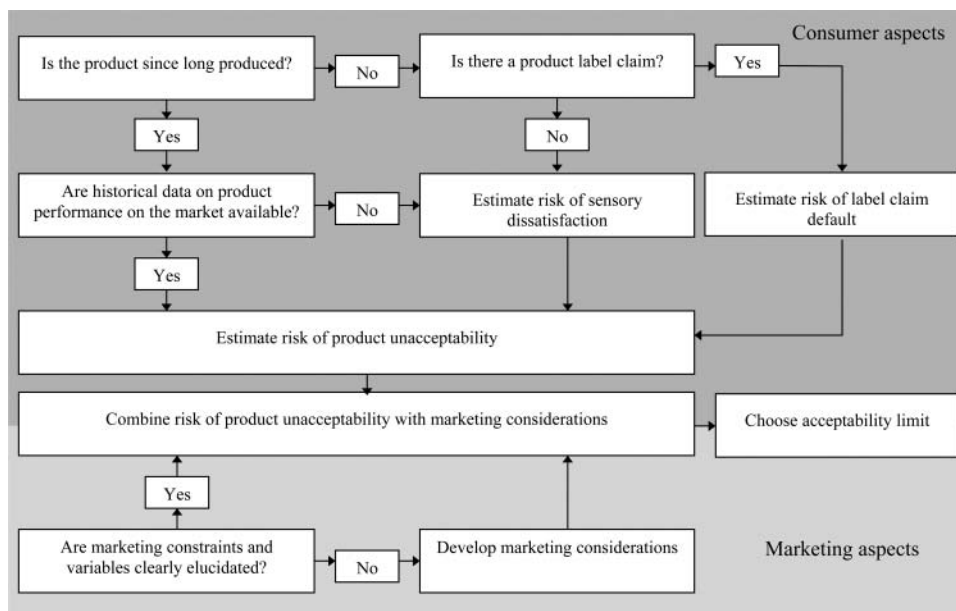 Consumer aspects
Is the product since long produced?
No
Is there a product label claim?
Yes
Yes
No
Are historical data on product
performance on the market available?
No
Estimate risk of sensory
dissatisfaction
Estimate risk of label claim
default
Yes
Estimate risk of product unacceptability
Combine risk of product unacceptability with marketing considerations
Choose acceptability limit
Yes
Are marketing constraints and
variables clearly elucidated?
No
Develop marketing considerations
Marketing aspects